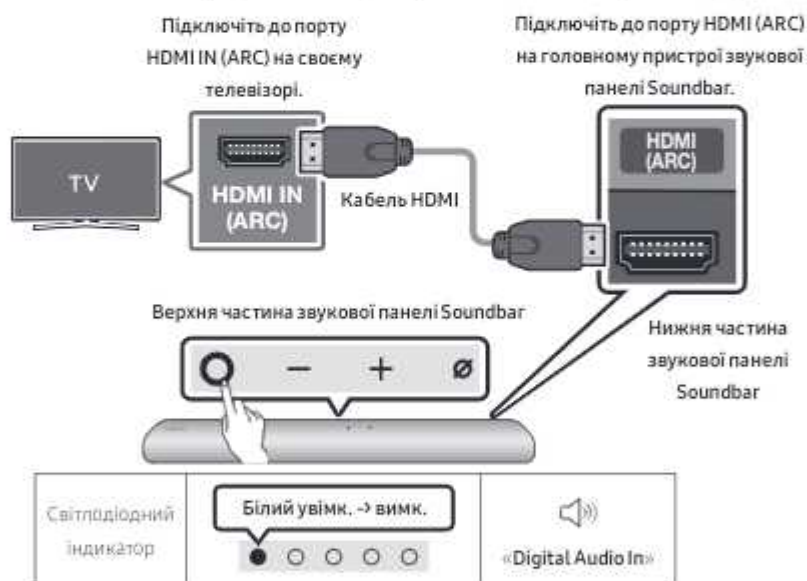 Підключіть до порту
HDMI IN (ARC) на своєму
телевізорі.
Підключіть до порту HDMI (ARC)
на головному пристрої звукової
панелі Soundbar.
TV
HDMI IN
(ARC)
Кабель HDMI
HDMI
(ARC)
Верхня частина звукової панелі Soundbar
Нижня частина
звукової панелі
Soundbar
Світлодіодний
індикатор
Білий увімк. -> вимк.
«Digital Audio In»